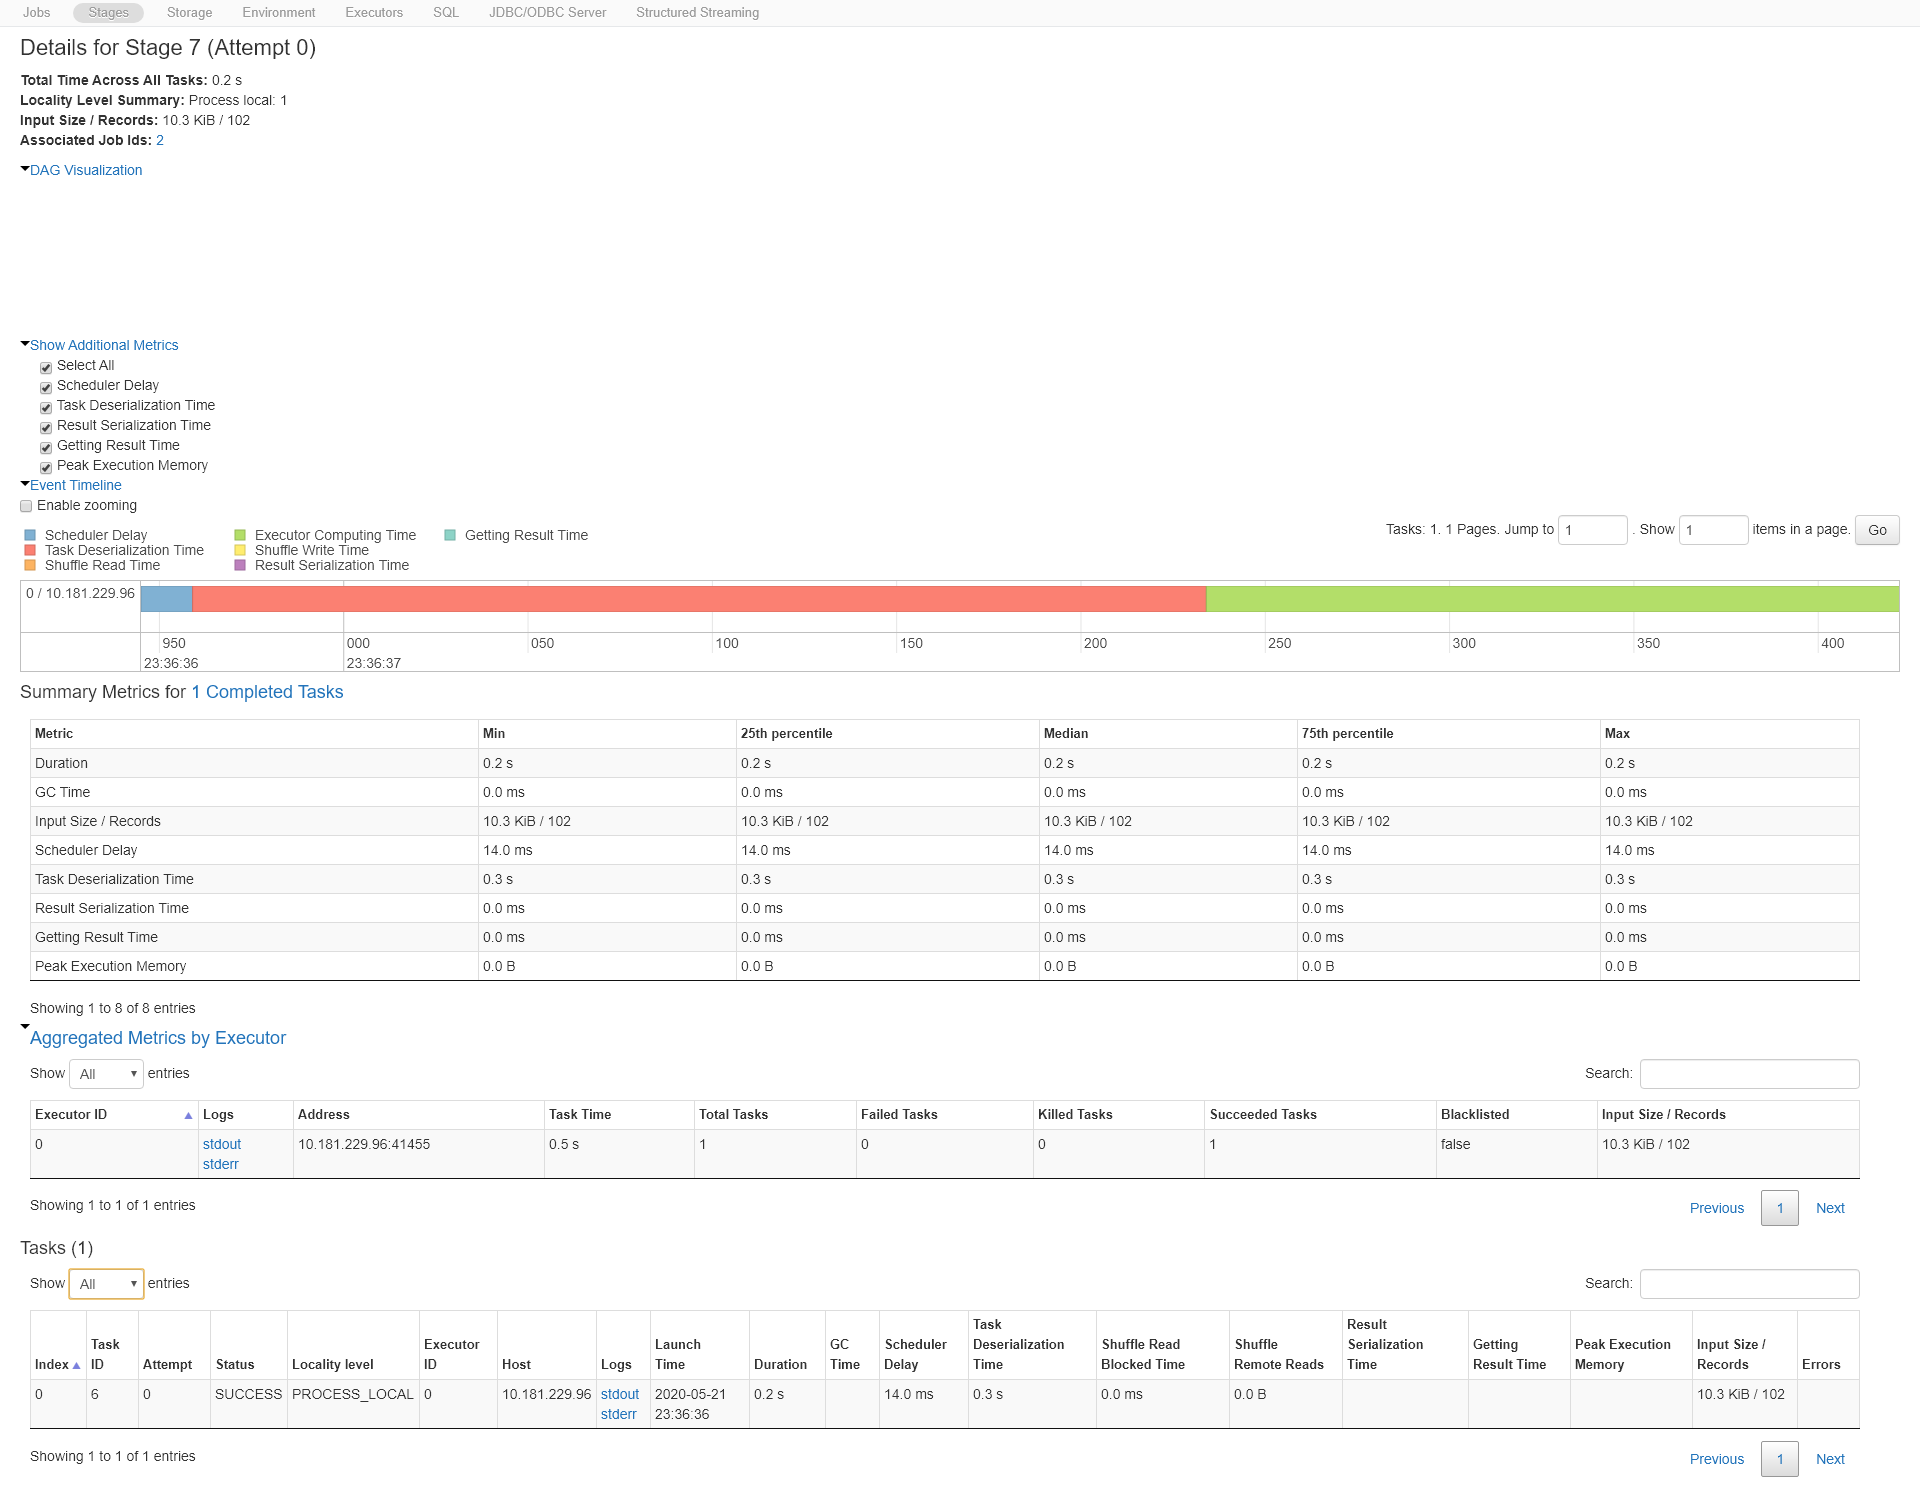 Jobs Stages Storage Environment Executors SQL JDBC/ODBC Server Structured Streaming
Details for Stage 7 (Attempt 0)
Total Time Across All Tasks: 0.2 s
Locality Level Summary: Process local: 1
Input Size / Records: 10.3 KiB / 102
Associated Job Ids: 2
DAG Visualization
Show Additional Metrics
Select All
Scheduler Delay
Task Deserialization Time
Result Serialization Time
Getting Result Time
Peak Execution Memory
Event Timeline
Enable zooming
Tasks: 1. 1 Pages. Jump to 1 . Show 1 items in a page. Go
Scheduler Delay Executor Computing Time Getting Result Time
Task Deserialization Time Shuffle Write Time
Shuffle Read Time Result Serialization Time
0 / 10.181.229.96
950 000 050 100 150 200 250 300 350 400
23:36:36 23:36:37
Summary Metrics for 1 Completed Tasks
Metric Min 25th percentile Median 75th percentile Max
Duration 0.2 s 0.2 s 0.2 s 0.2 s 0.2 s
GC Time 0.0 ms 0.0 ms 0.0 ms 0.0 ms 0.0 ms
Input Size / Records 10.3 KiB / 102 10.3 KiB / 102 10.3 KiB / 102 10.3 KiB / 102 10.3 KiB / 102
Scheduler Delay 14.0 ms 14.0 ms 14.0 ms 14.0 ms 14.0 ms
Task Deserialization Time 0.3 s 0.3 s 0.3 s 0.3 s 0.3 s
Result Serialization Time 0.0 ms 0.0 ms 0.0 ms 0.0 ms 0.0 ms
Getting Result Time 0.0 ms 0.0 ms 0.0 ms 0.0 ms 0.0 ms
Peak Execution Memory 0.0 B 0.0 B 0.0 B 0.0 B 0.0 B
Showing 1 to 8 of 8 entries
Aggregated Metrics by Executor
Show All entries Search:
Executor ID Logs Address Task Time Total Tasks Failed Tasks Killed Tasks Succeeded Tasks Blacklisted Input Size / Records
0 stdout 10.181.229.96:41455 0.5 s 1 0 0 1 false 10.3 KiB / 102
stderr
Showing 1 to 1 of 1 entries
Previous 1 Next
Tasks (1)
Show All entries Search:
Task Result
Task Executor Launch GC Scheduler Deserialization Shuffle Read Shuffle Serialization Getting Peak Execution Input Size /
Index ID Attempt Status Locality level ID Host Logs Time Duration Time Delay Time Blocked Time Remote Reads Time Result Time Memory Records Errors
0 6 0 SUCCESS PROCESS_LOCAL 0 10.181.229.96 stdout 2020-05-21 0.2 s 14.0 ms 0.3 s 0.0 ms 0.0 B 10.3 KiB / 102
stderr 23:36:36
Showing 1 to 1 of 1 entries
Previous 1 Next